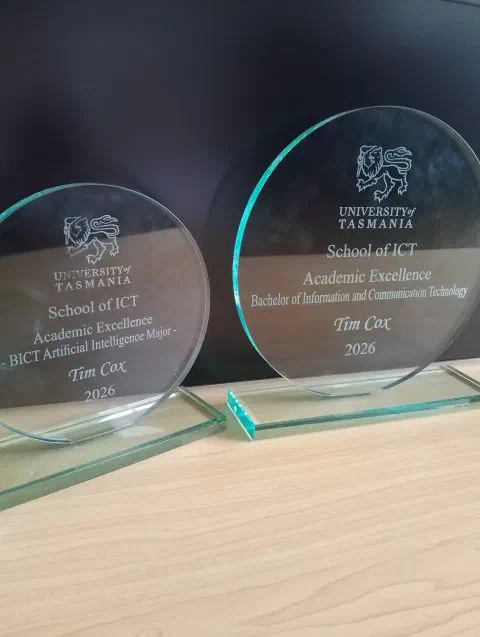 UNIVERSITY of
TASMANIA
School of ICT
Academic Excellence
- BICT Artificial Intelligence Major -
Tim Cox
2026
UNIVERSITY of
TASMANIA
School of ICT
Academic Excellence
Bachelor of Information and Communication Technology
Tim Cox
2026